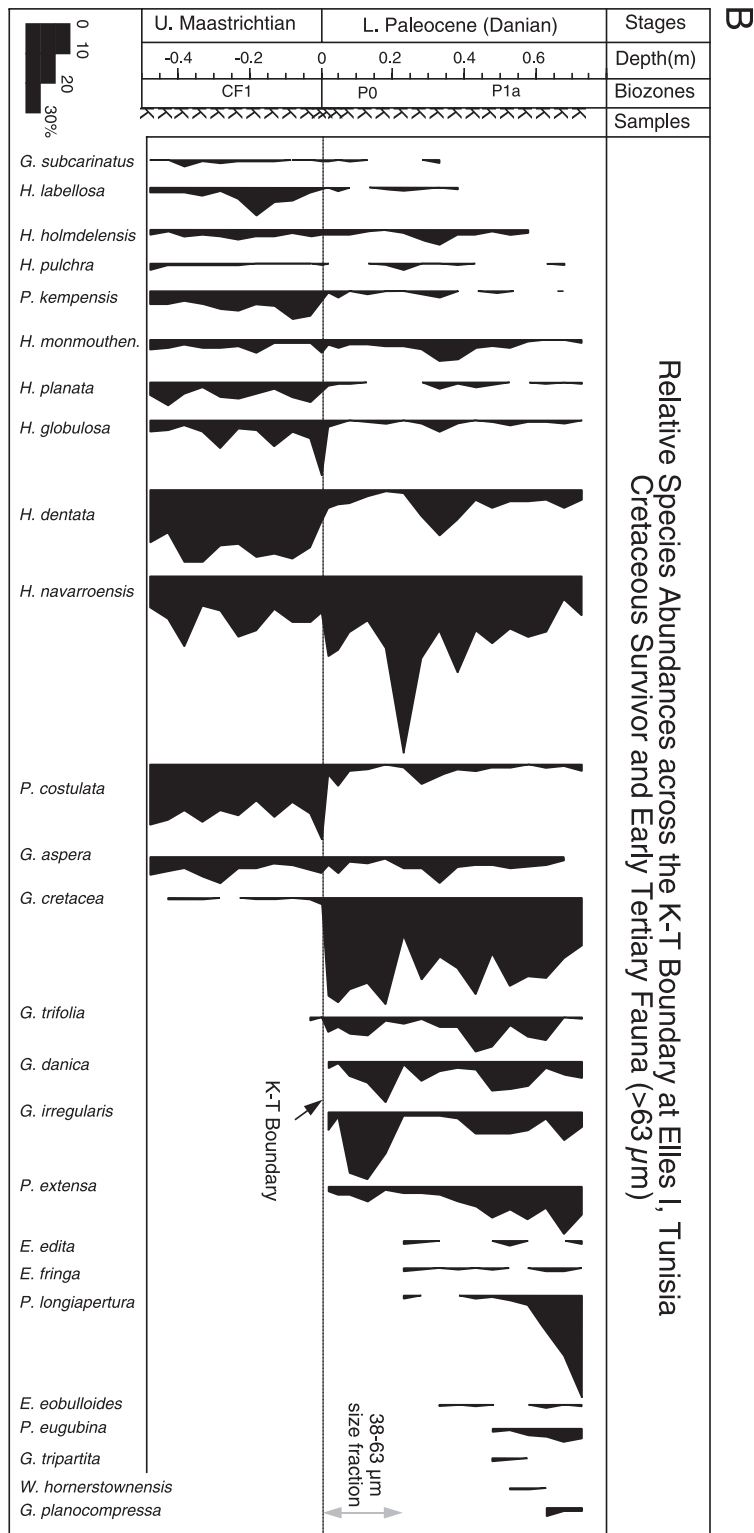 B
0
10
20
30%
U. Maastrichtian
L. Paleocene (Danian)
Stages
-0.4
-0.2
0
0.2
0.4
0.6
Depth(m)
CF1
P0
P1a
Biozones
Samples
Relative Species Abundances across the K-T Boundary at Elles I, Tunisia
Cretaceous Survivor and Early Tertiary Fauna (>63 µm)
G. subcarinatus
H. labellosa
H. holmdelensis
H. pulchra
P. kempensis
H. monmouthen.
H. planata
H. globulosa
H. dentata
H. navarroensis
P. costulata
G. aspera
G. cretacea
G. trifolia
G. danica
K-T Boundary
G. irregularis
P. extensa
E. edita
E. fringa
P. longiapertura
E. eobulloides
P. eugubina
38-63 µm
size fraction
G. tripartita
W. hornerstownensis
G. planocompressa